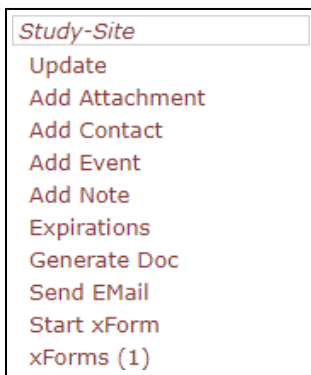 Study-Site
Update
Add Attachment
Add Contact
Add Event
Add Note
Expirations
Generate Doc
Send EMail
Start xForm
xForms (1)